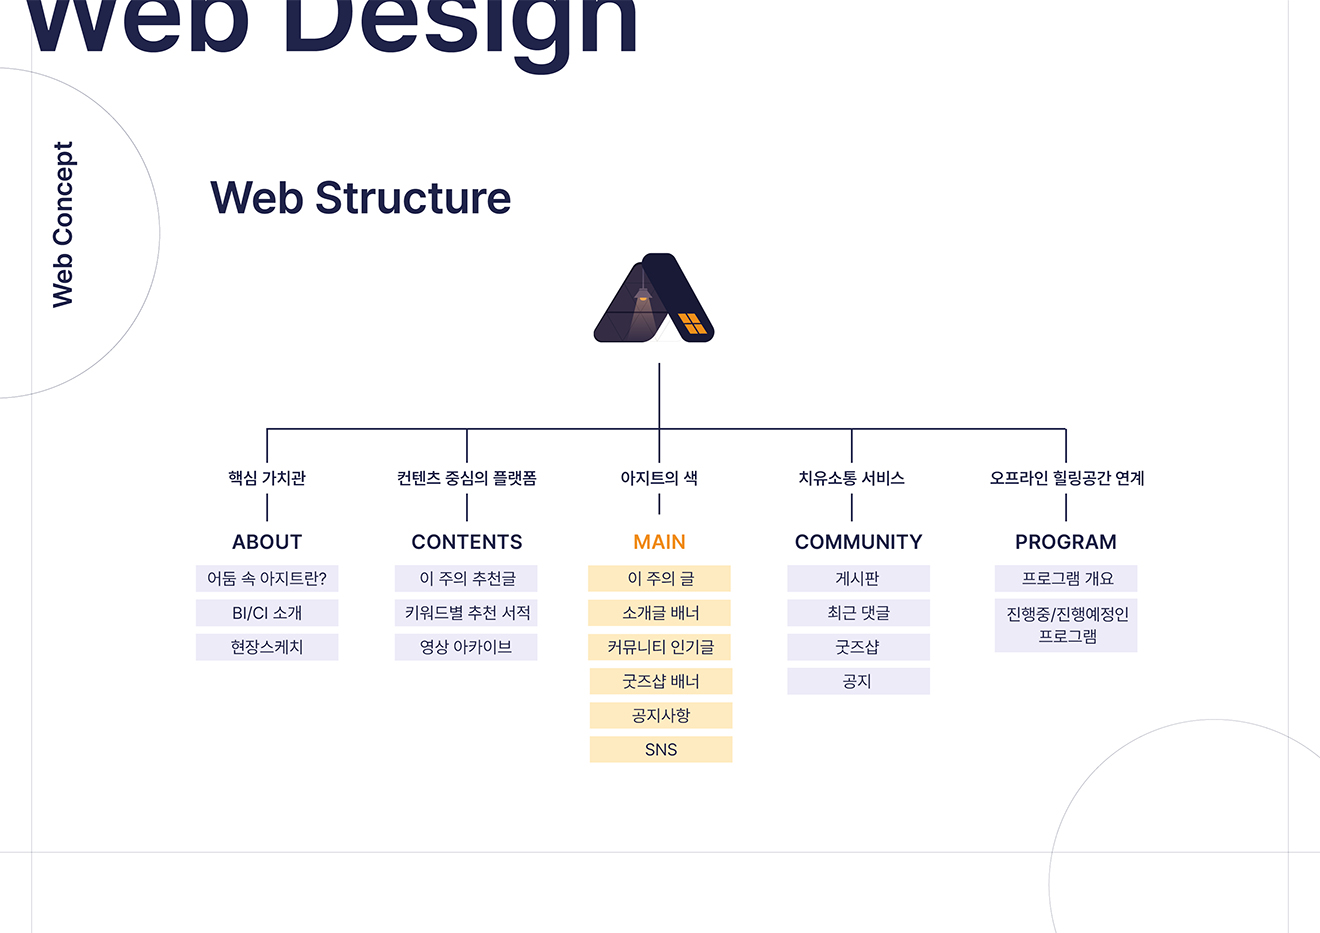 Web Design
Web Concept
Web Structure
핵심 가치관
컨텐츠 중심의 플랫폼
아지트의 색
치유소통 서비스
오프라인 힐링공간 연계
ABOUT
어둠 속 아지트란?
BI/CI 소개
현장스케치
CONTENTS
이 주의 추천글
키워드별 추천 서적
영상 아카이브
MAIN
이 주의 글
소개글 배너
커뮤니티 인기글
굿즈샵 배너
공지사항
SNS
COMMUNITY
게시판
최근 댓글
굿즈샵
공지
PROGRAM
프로그램 개요
진행중/진행예정인
프로그램